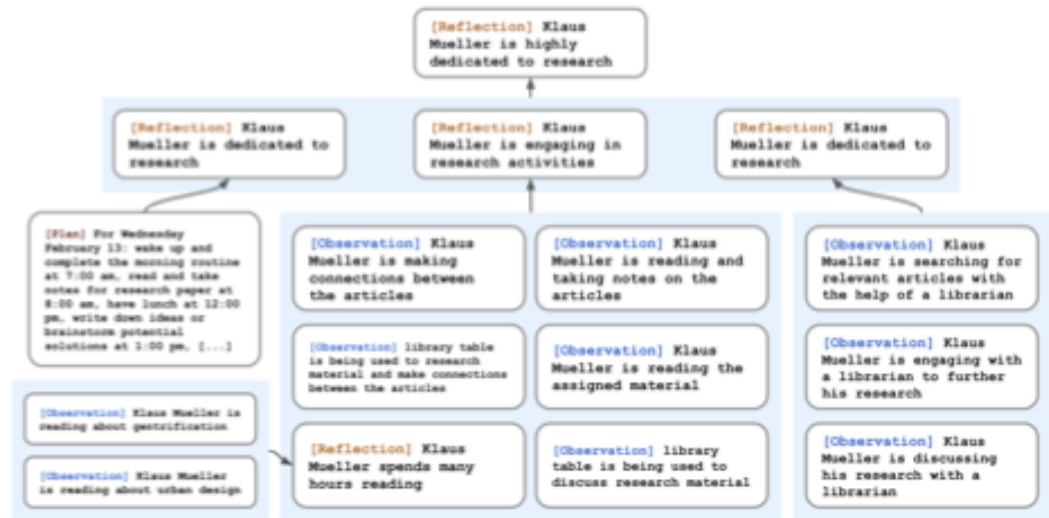 [Reflection] Klaus
Mueller is highly
dedicated to research
[Reflection] Klaus
Mueller is dedicated to
research
[Reflection] Klaus
Mueller is engaging in
research activities
[Reflection] Klaus
Mueller is dedicated to
research
[Plan] For Wednesday
February 13: wake up and
complete the morning routine
at 7:00 am, read and take
notes for research paper at
8:00 am, have lunch at 12:00
pm, write down ideas or
brainstorm potential
solutions at 1:00 pm, [...]
[Observation] Klaus Mueller is
reading about gentrification
[Observation] Klaus Mueller
is reading about urban design
[Observation] Klaus
Mueller is making
connections between
the articles
[Observation] Klaus
Mueller is reading and
taking notes on the
articles
[Observation] library table
is being used to research
material and make connections
between the articles
[Observation] Klaus
Mueller is reading the
assigned material
[Reflection] Klaus
Mueller spends many
hours reading
[Observation] library
table is being used to
discuss research material
[Observation] Klaus
Mueller is searching for
relevant articles with
the help of a librarian
[Observation] Klaus
Mueller is engaging with
a librarian to further
his research
[Observation] Klaus
Mueller is discussing
his research with a
librarian